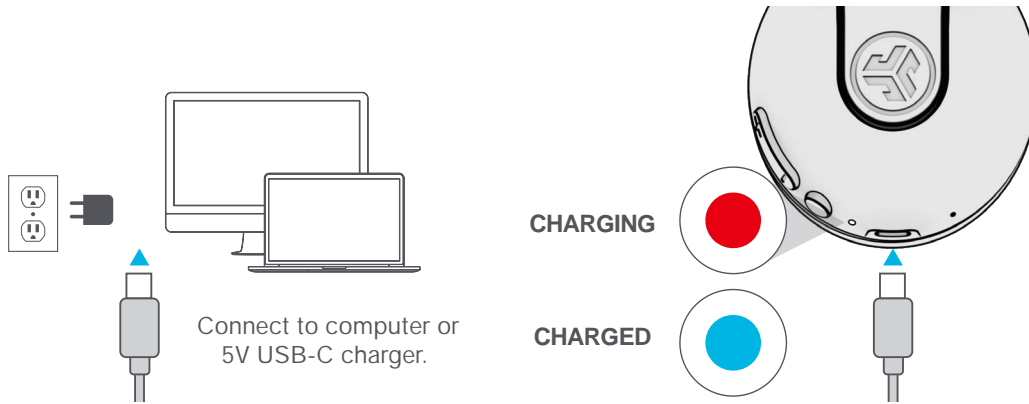 CHARGING
Connect to computer or
5V USB-C charger.
CHARGED